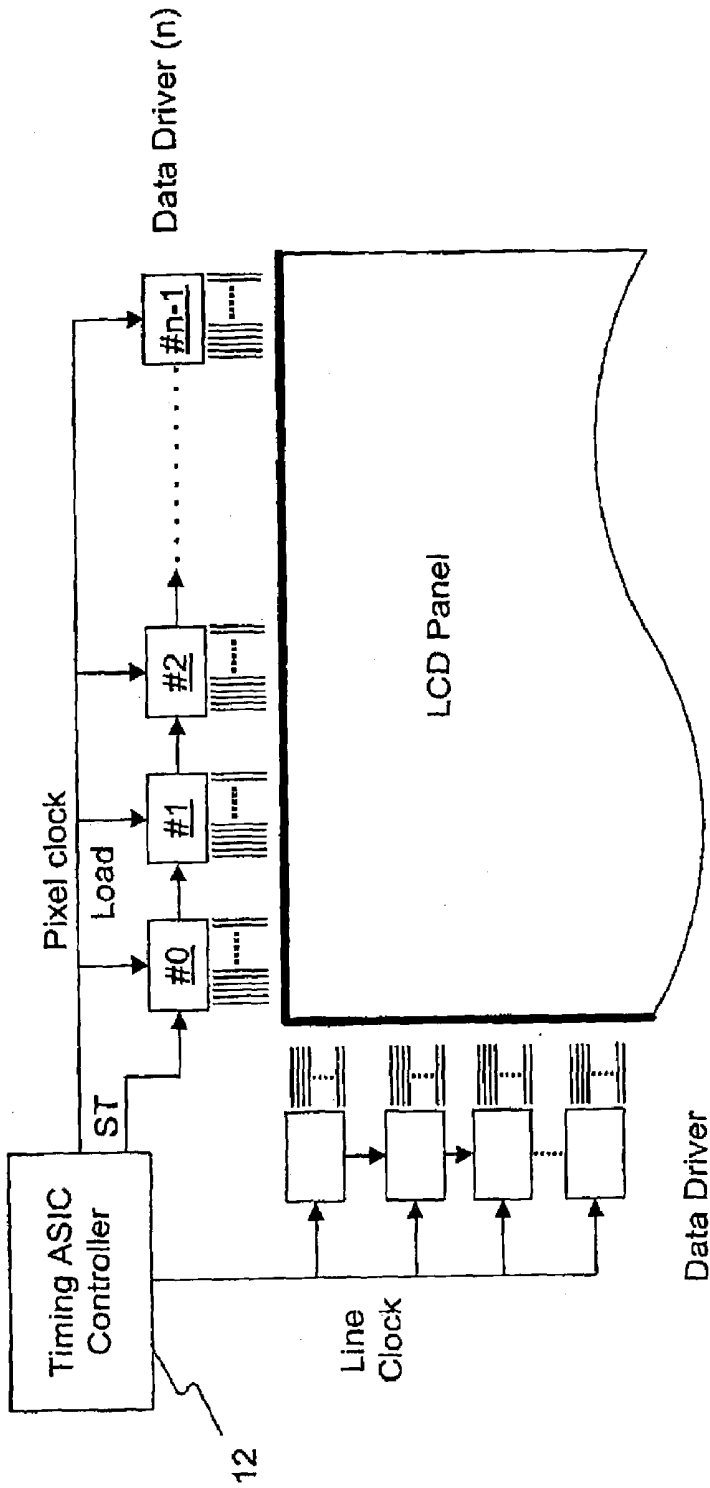 Timing ASIC
Controller
12
ST
Pixel clock
Load
#0
#1
#2
#n-1
Data Driver (n)
Line
Clock
LCD Panel
Data Driver